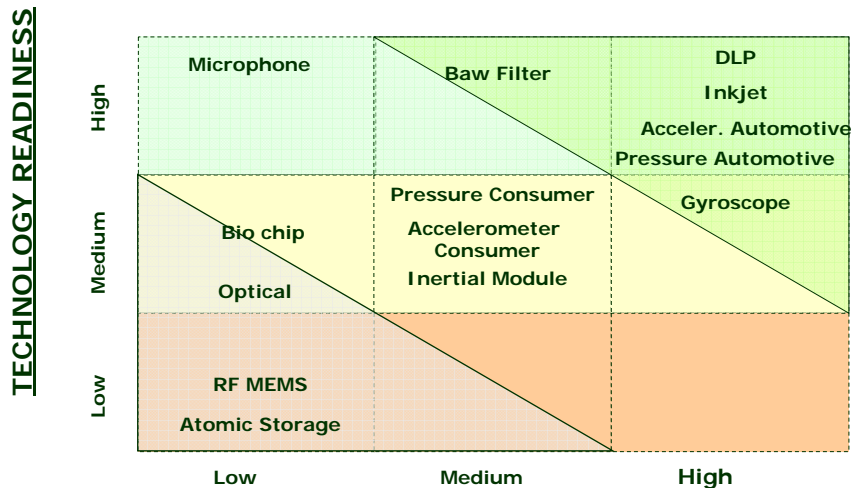 TECHNOLOGY READINESS
High
Medium
Low
Microphone
Baw Filter
DLP
Inkjet
Acceler. Automotive
Pressure Automotive
Bio chip
Optical
Pressure Consumer
Accelerometer
Consumer
Inertial Module
Gyroscope
RF MEMS
Atomic Storage
Low
Medium
High